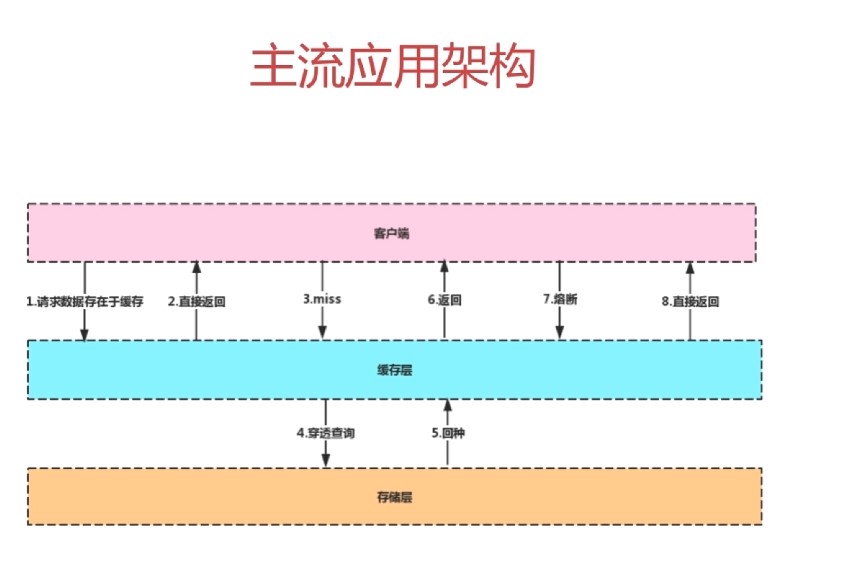 主流应用架构
客户端
1.请求数据存在于缓存
2.直接返回
3.miss
6.返回
7.熔断
8.直接返回
缓存层
4.穿透查询
5.回种
存储层